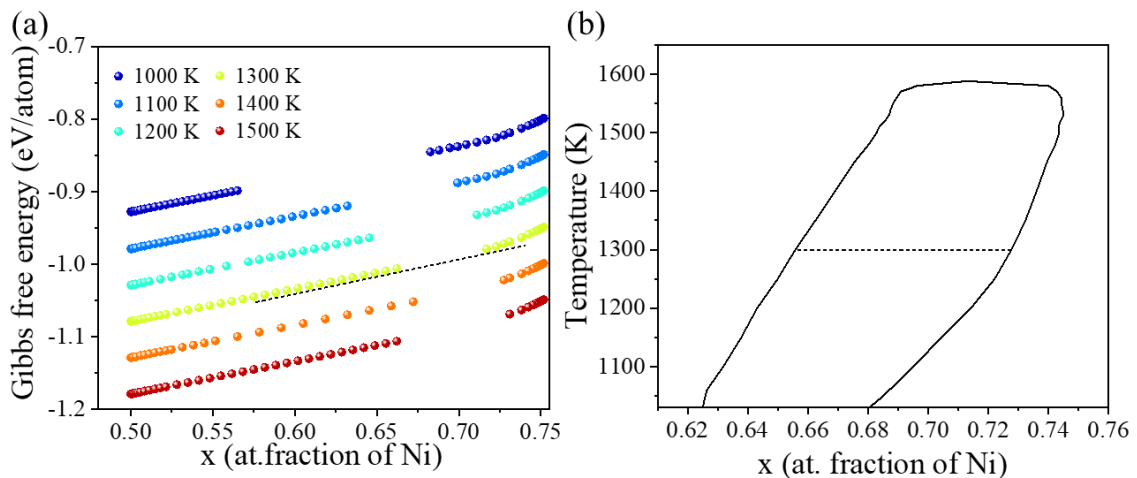 (a)
Gibbs free energy (eV/atom)
-0.7
-0.8
-0.9
-1.0
-1.1
-1.2
1000 K
1100 K
1200 K
1300 K
1400 K
1500 K
0.50 0.55 0.60 0.65 0.70 0.75
x (at.fraction of Ni)
(b)
Temperature (K)
1600
1500
1400
1300
1200
1100
0.62 0.64 0.66 0.68 0.70 0.72 0.74 0.76
x (at. fraction of Ni)